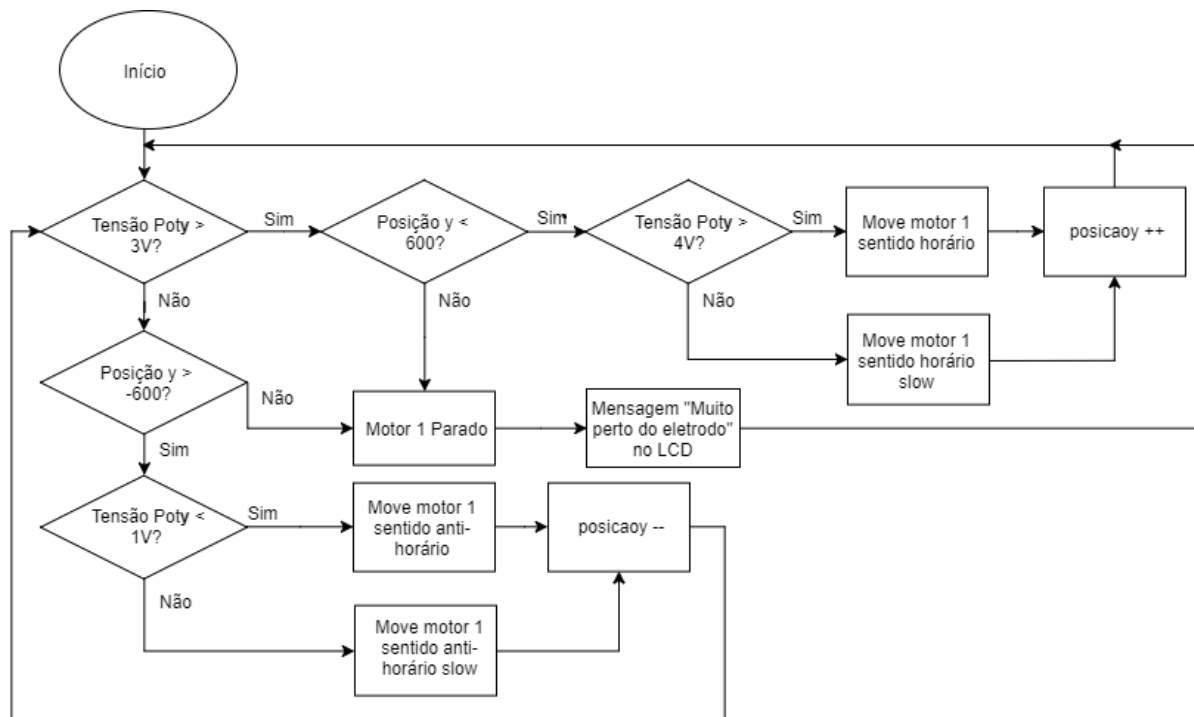 Início
Tensão Poty >
3V?
Sim
Posição y <
600?
Sim
Tensão Poty >
4V?
Sim
Move motor 1
sentido horário
posicaoy ++
Não
Não
Não
Move motor 1
sentido horário
slow
Posição y >
-600?
Não
Motor 1 Parado
Mensagem "Muito
perto do eletrodo"
no LCD
Sim
Tensão Poty <
1V?
Sim
Move motor 1
sentido anti-
horário
posicaoy --
Não
Move motor 1
sentido anti-
horário slow